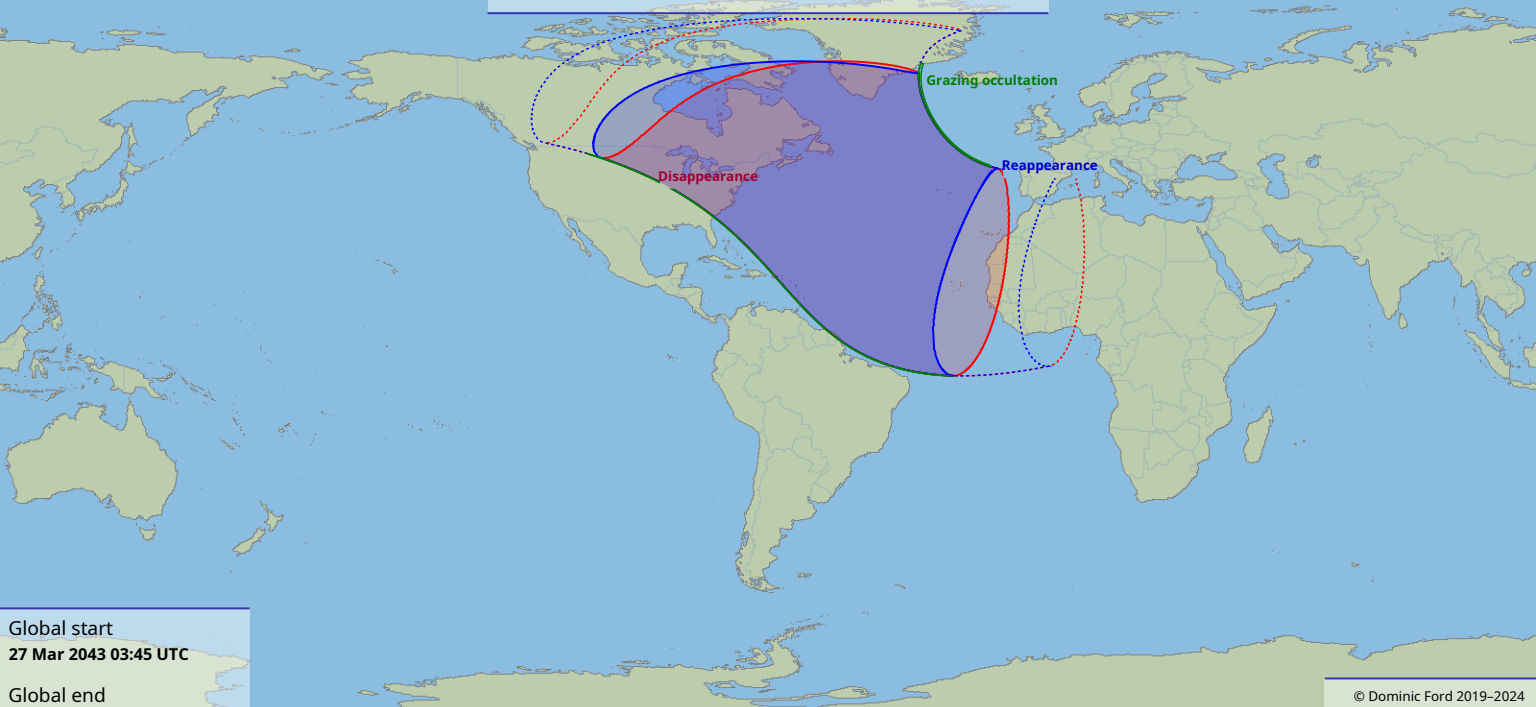 Grazing occultation
Reappearance
Disappearance
Global start
27 Mar 2043 03:45 UTC
Global end
© Dominic Ford 2019–2024